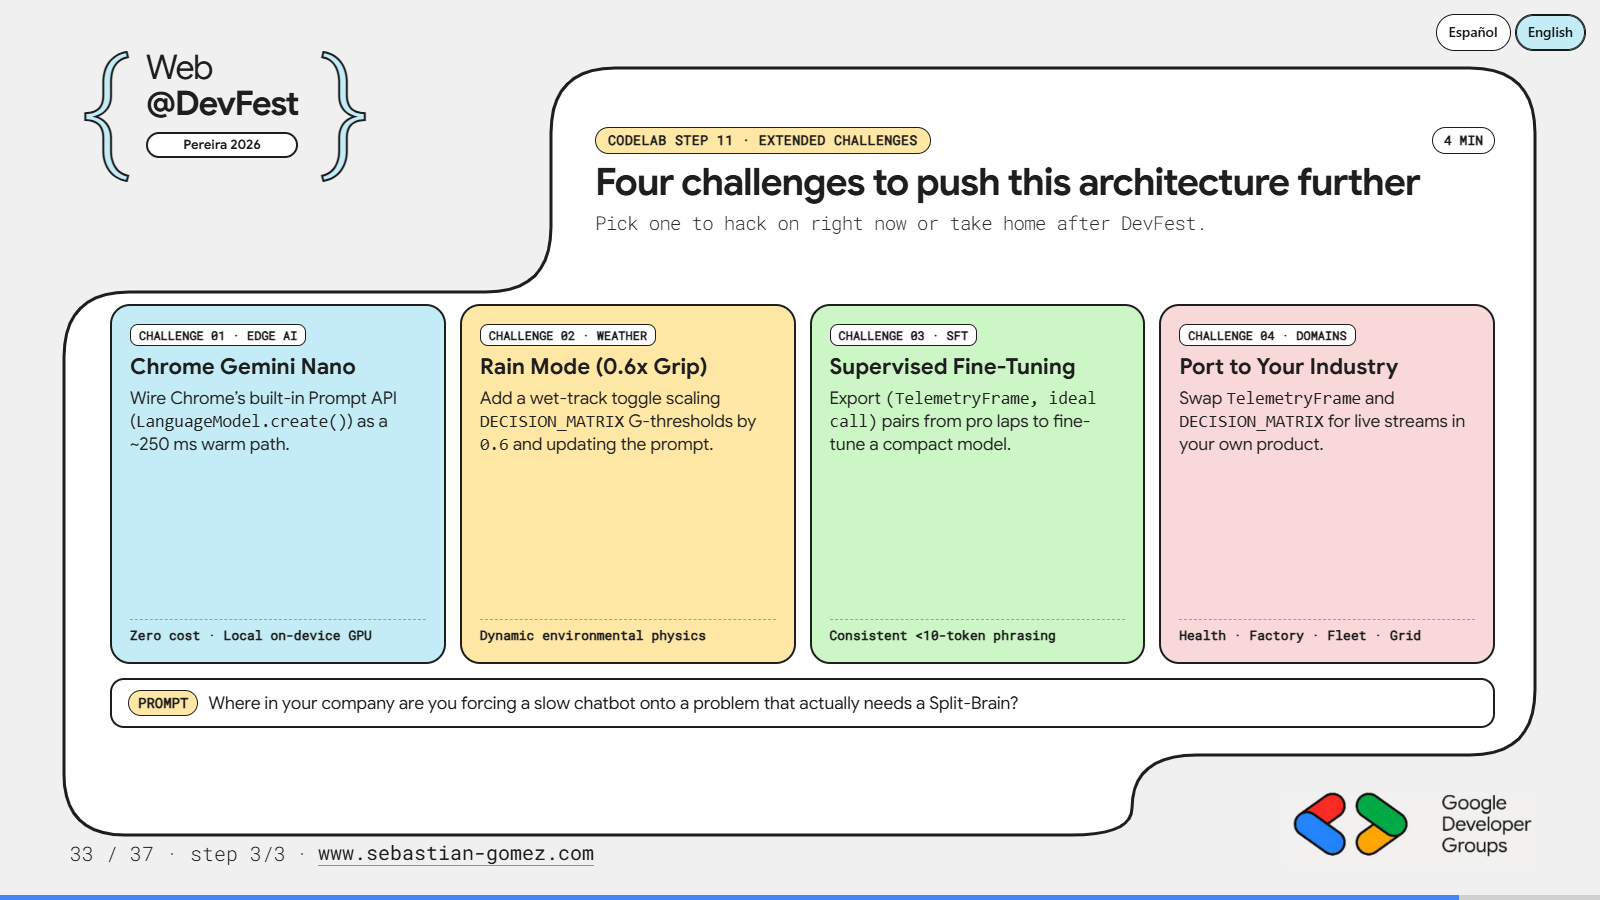 Español
English
Web
@DevFest
Pereira 2026
CODELAB STEP 11 · EXTENDED CHALLENGES
4 MIN
Four challenges to push this architecture further
Pick one to hack on right now or take home after DevFest.
CHALLENGE 01 · EDGE AI
Chrome Gemini Nano
Wire Chrome's built-in Prompt API
(LanguageModel.create()) as a
~250 ms warm path.
Zero cost · Local on-device GPU
CHALLENGE 02 · WEATHER
Rain Mode (0.6x Grip)
Add a wet-track toggle scaling
DECISION_MATRIX G-thresholds by
0.6 and updating the prompt.
Dynamic environmental physics
CHALLENGE 03 · SFT
Supervised Fine-Tuning
Export (TelemetryFrame, ideal
call) pairs from pro laps to fine-
tune a compact model.
Consistent <10-token phrasing
CHALLENGE 04 · DOMAINS
Port to Your Industry
Swap TelemetryFrame and
DECISION_MATRIX for live streams in
your own product.
Health · Factory · Fleet · Grid
PROMPT Where in your company are you forcing a slow chatbot onto a problem that actually needs a Split-Brain?
33 / 37 · step 3/3 · www.sebastian-gomez.com
Google
Developer
Groups